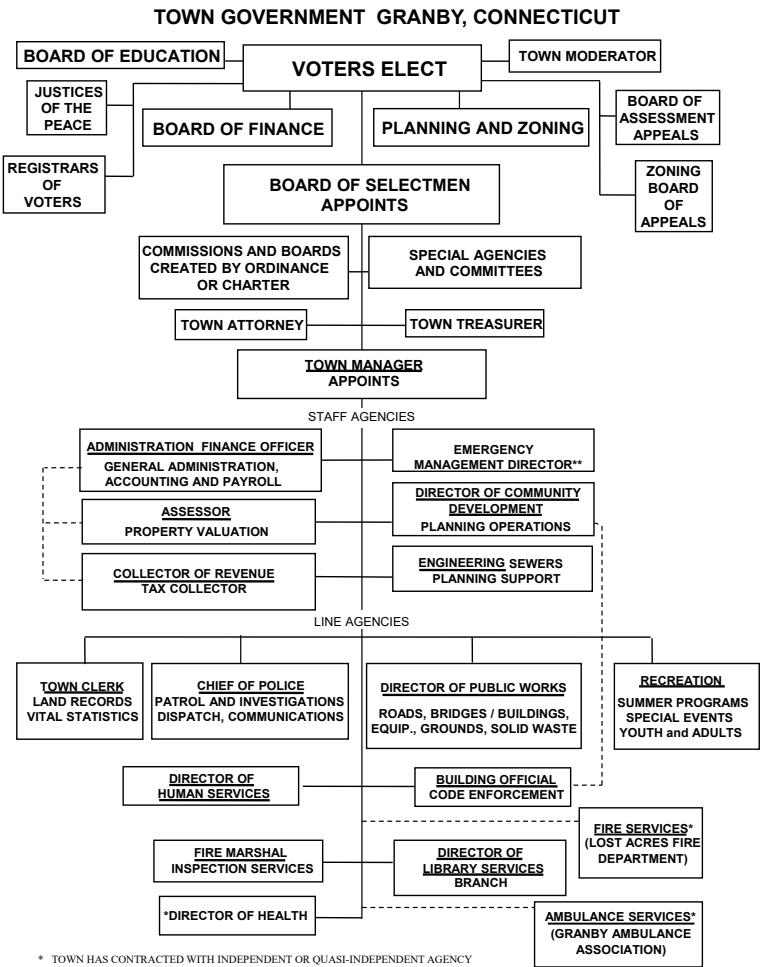 TOWN GOVERNMENT GRANBY, CONNECTICUT
BOARD OF EDUCATION
VOTERS ELECT
TOWN MODERATOR
JUSTICES
OF THE
PEACE
BOARD OF FINANCE
PLANNING AND ZONING
BOARD OF
ASSESSMENT
APPEALS
REGISTRARS
OF
VOTERS
BOARD OF SELECTMEN
APPOINTS
ZONING
BOARD
OF
APPEALS
COMMISSIONS AND BOARDS
CREATED BY ORDINANCE
OR CHARTER
SPECIAL AGENCIES
AND COMMITTEES
TOWN ATTORNEY
TOWN TREASURER
TOWN MANAGER
APPOINTS
STAFF AGENCIES
ADMINISTRATION FINANCE OFFICER
GENERAL ADMINISTRATION,
ACCOUNTING AND PAYROLL
EMERGENCY
MANAGEMENT DIRECTOR**
ASSESSOR
PROPERTY VALUATION
DIRECTOR OF COMMUNITY
DEVELOPMENT
PLANNING OPERATIONS
COLLECTOR OF REVENUE
TAX COLLECTOR
ENGINEERING SEWERS
PLANNING SUPPORT
LINE AGENCIES
TOWN CLERK
LAND RECORDS
VITAL STATISTICS
CHIEF OF POLICE
PATROL AND INVESTIGATIONS
DISPATCH, COMMUNICATIONS
DIRECTOR OF PUBLIC WORKS
ROADS, BRIDGES / BUILDINGS,
EQUIP., GROUNDS, SOLID WASTE
RECREATION
SUMMER PROGRAMS
SPECIAL EVENTS
YOUTH and ADULTS
DIRECTOR OF
HUMAN SERVICES
BUILDING OFFICIAL
CODE ENFORCEMENT
FIRE SERVICES*
(LOST ACRES FIRE
DEPARTMENT)
FIRE MARSHAL
INSPECTION SERVICES
DIRECTOR OF
LIBRARY SERVICES
BRANCH
*DIRECTOR OF HEALTH
AMBULANCE SERVICES*
(GRANBY AMBULANCE
ASSOCIATION)
* TOWN HAS CONTRACTED WITH INDEPENDENT OR QUASI-INDEPENDENT AGENCY